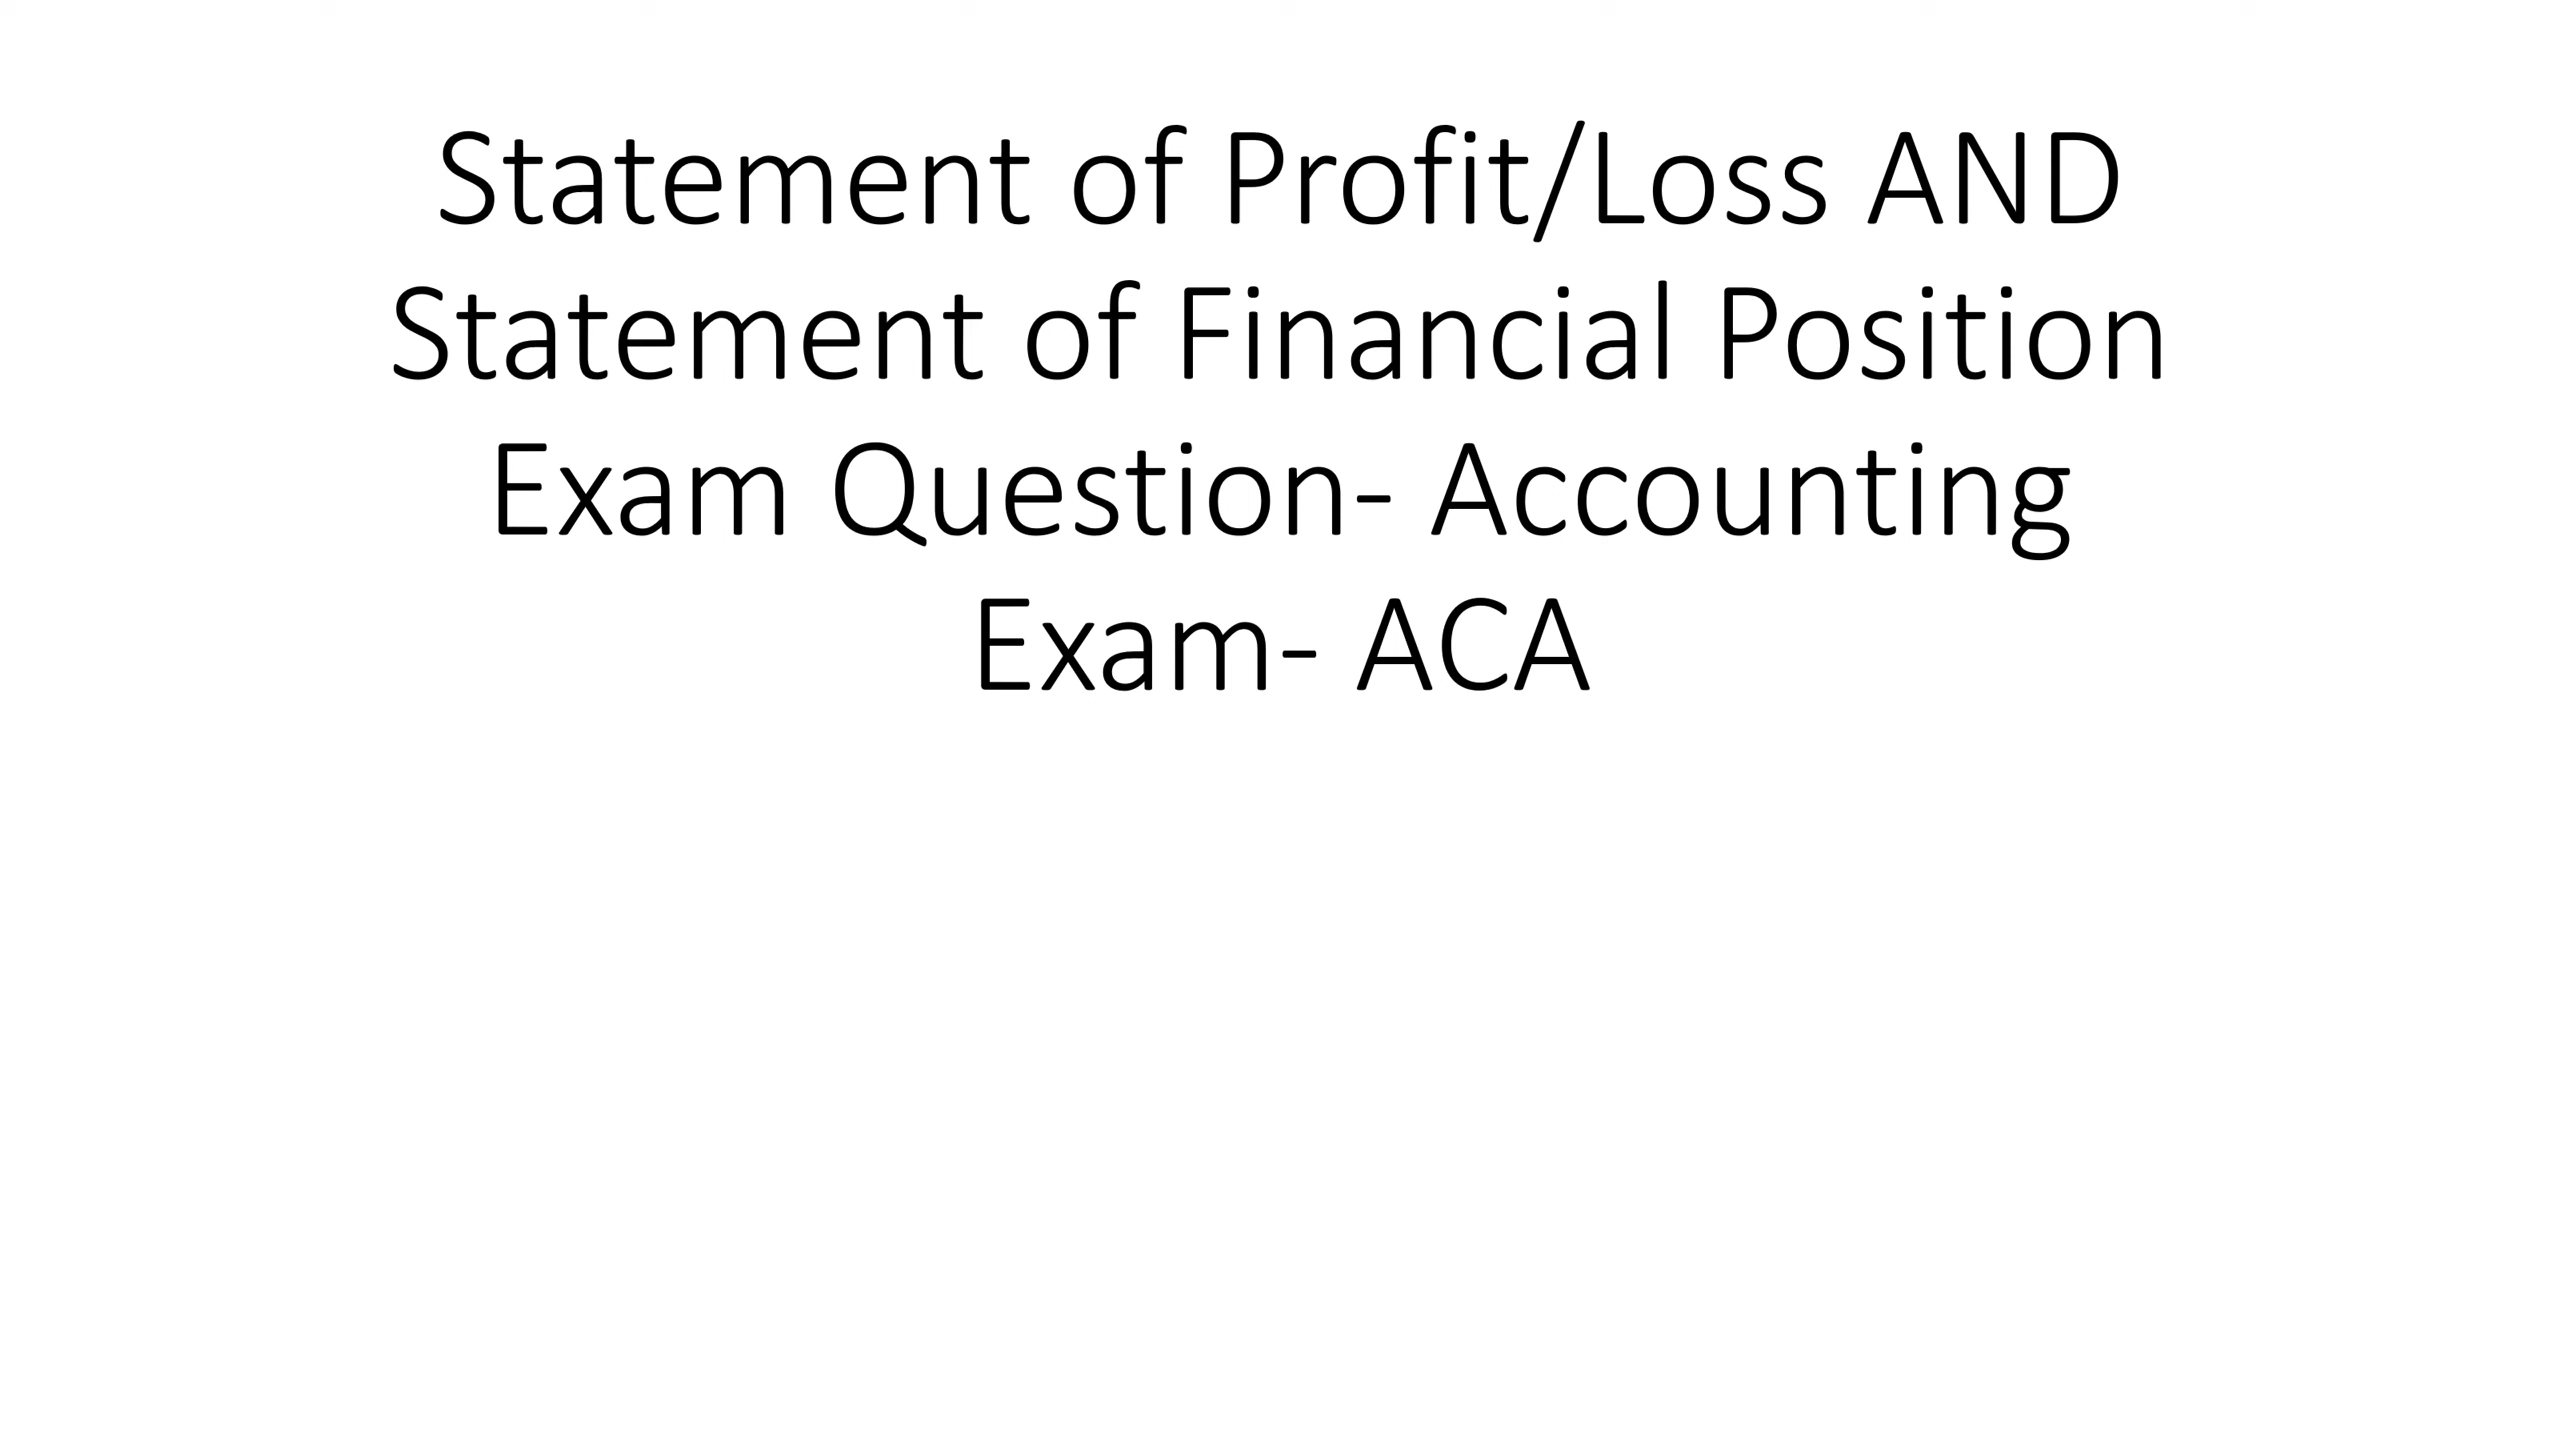 Statement of Profit/Loss AND
Statement of Financial Position
Exam Question- Accounting
Exam- ACA